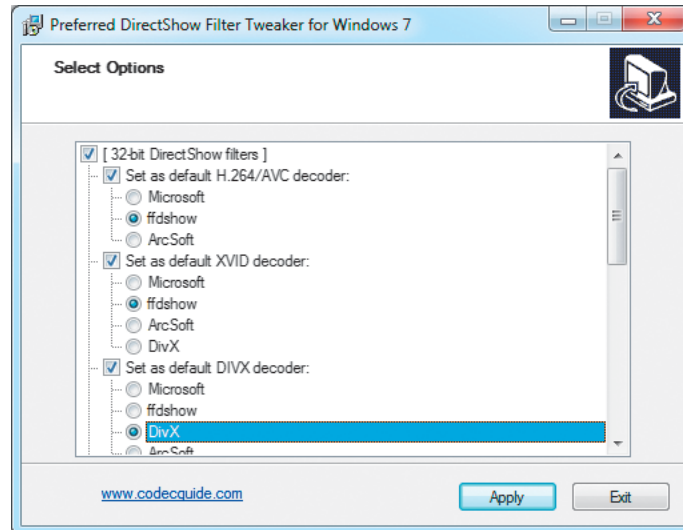 Preferred DirectShow Filter Tweaker for Windows 7
Select Options
[ 32-bit DirectShow filters ]
Set as default H.264/AVC decoder:
Microsoft
ffdshow
ArcSoft
Set as default XVID decoder:
Microsoft
ffdshow
ArcSoft
DivX
Set as default DIVX decoder:
Microsoft
ffdshow
DivX
ArcSoft
www.codecguide.com
Apply
Exit